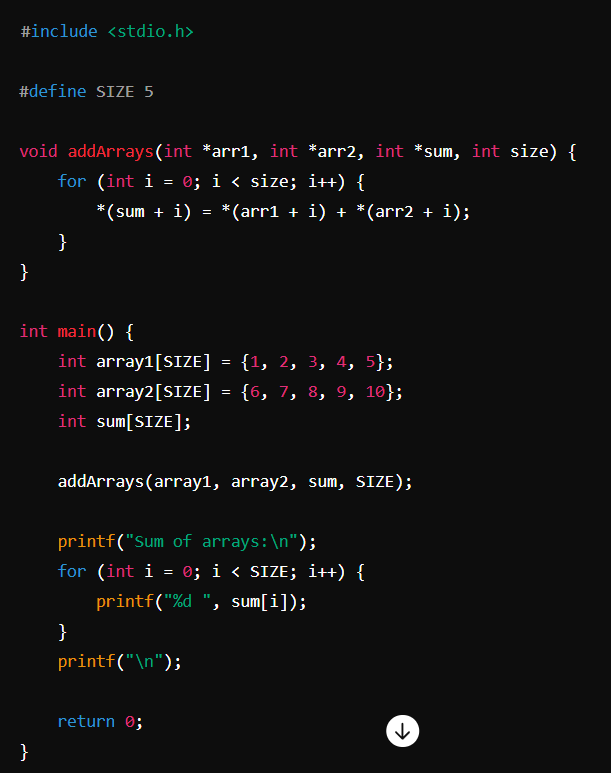 #include <stdio.h>
#define SIZE 5
void addArrays(int *arr1, int *arr2, int *sum, int size) {
    for (int i = 0; i < size; i++) {
        *(sum + i) = *(arr1 + i) + *(arr2 + i);
    }
}
int main() {
    int array1[SIZE] = {1, 2, 3, 4, 5};
    int array2[SIZE] = {6, 7, 8, 9, 10};
    int sum[SIZE];
    addArrays(array1, array2, sum, SIZE);
    printf("Sum of arrays:\n");
    for (int i = 0; i < SIZE; i++) {
        printf("%d ", sum[i]);
    }
    printf("\n");
    return 0;
}